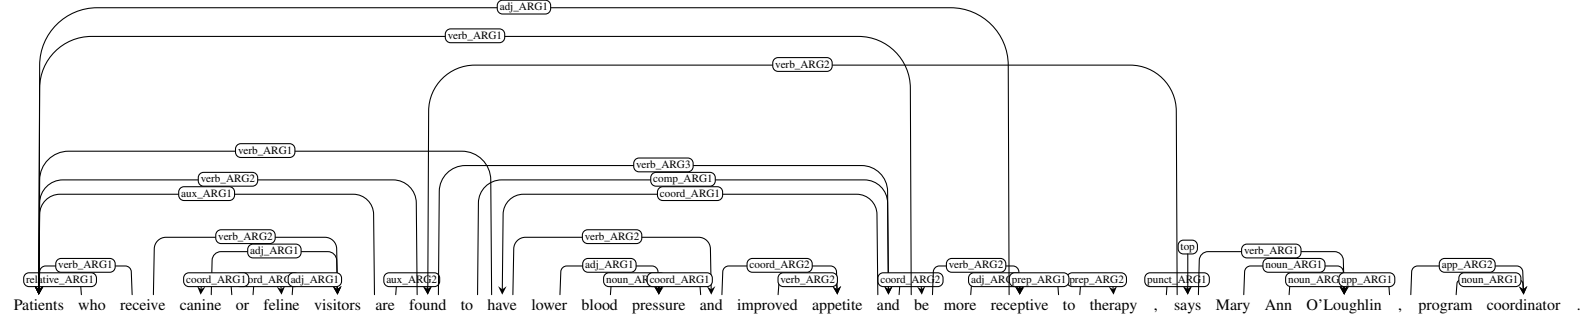 adj_ARG1
verb_ARG1
verb_ARG2
verb_ARG1
verb_ARG3
verb_ARG2 comp_ARG1
aux_ARG1 coord_ARG1
verb_ARG2 verb_ARG2
adj_ARG1 top verb_ARG1
verb_ARG1 adj_ARG1 coord_ARG2 verb_ARG2 noun_ARG1 app_ARG2
relative_ARG1 coord_ARG1 adj_ARG1 aux_ARG2 coord_ARG1 verb_ARG2 coord_ARG2 prep_ARG1 prep_ARG2 punct_ARG1 app_ARG1 noun_ARG1
Patients who receive canine or feline visitors are found to have lower blood pressure and improved appetite and be more receptive to therapy , says Mary Ann O'Loughlin , program coordinator .